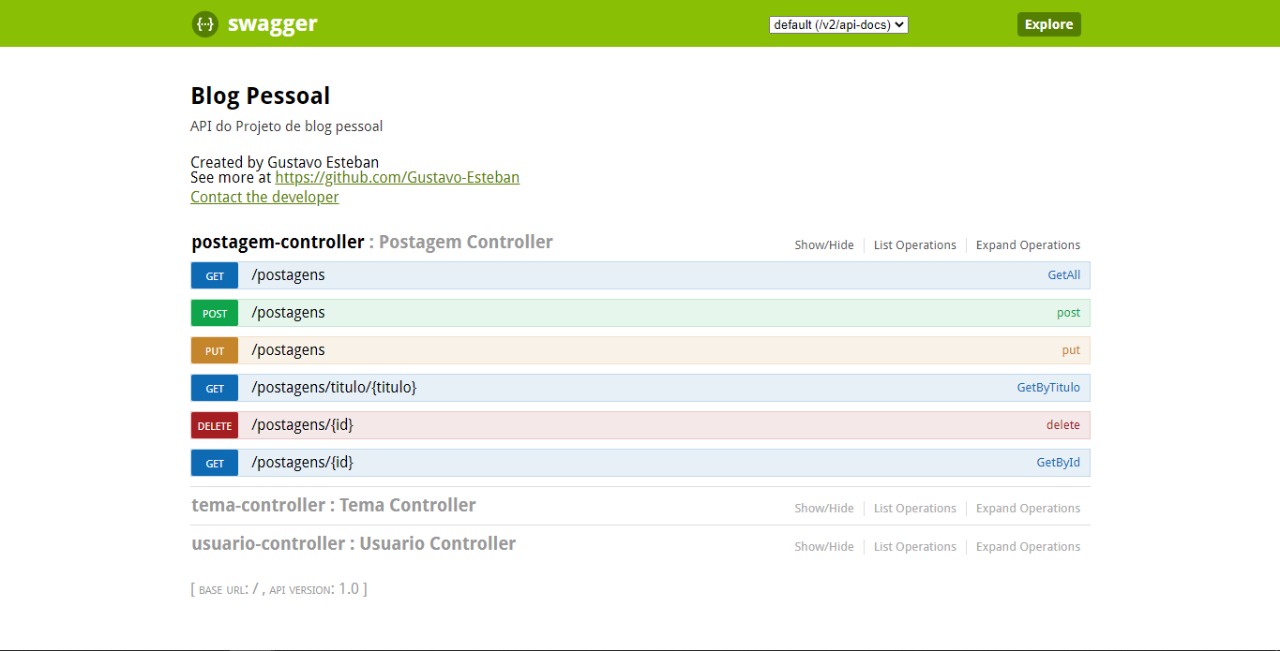 {···} swagger default (/v2/api-docs) Explore
Blog Pessoal
API do Projeto de blog pessoal
Created by Gustavo Esteban
See more at https://github.com/Gustavo-Esteban
Contact the developer
postagem-controller : Postagem Controller Show/Hide List Operations Expand Operations
GET /postagens GetAll
POST /postagens post
PUT /postagens put
GET /postagens/titulo/{titulo} GetByTitulo
DELETE /postagens/{id} delete
GET /postagens/{id} GetById
tema-controller : Tema Controller Show/Hide List Operations Expand Operations
usuario-controller : Usuario Controller Show/Hide List Operations Expand Operations
[ BASE URL: / , API VERSION: 1.0 ]